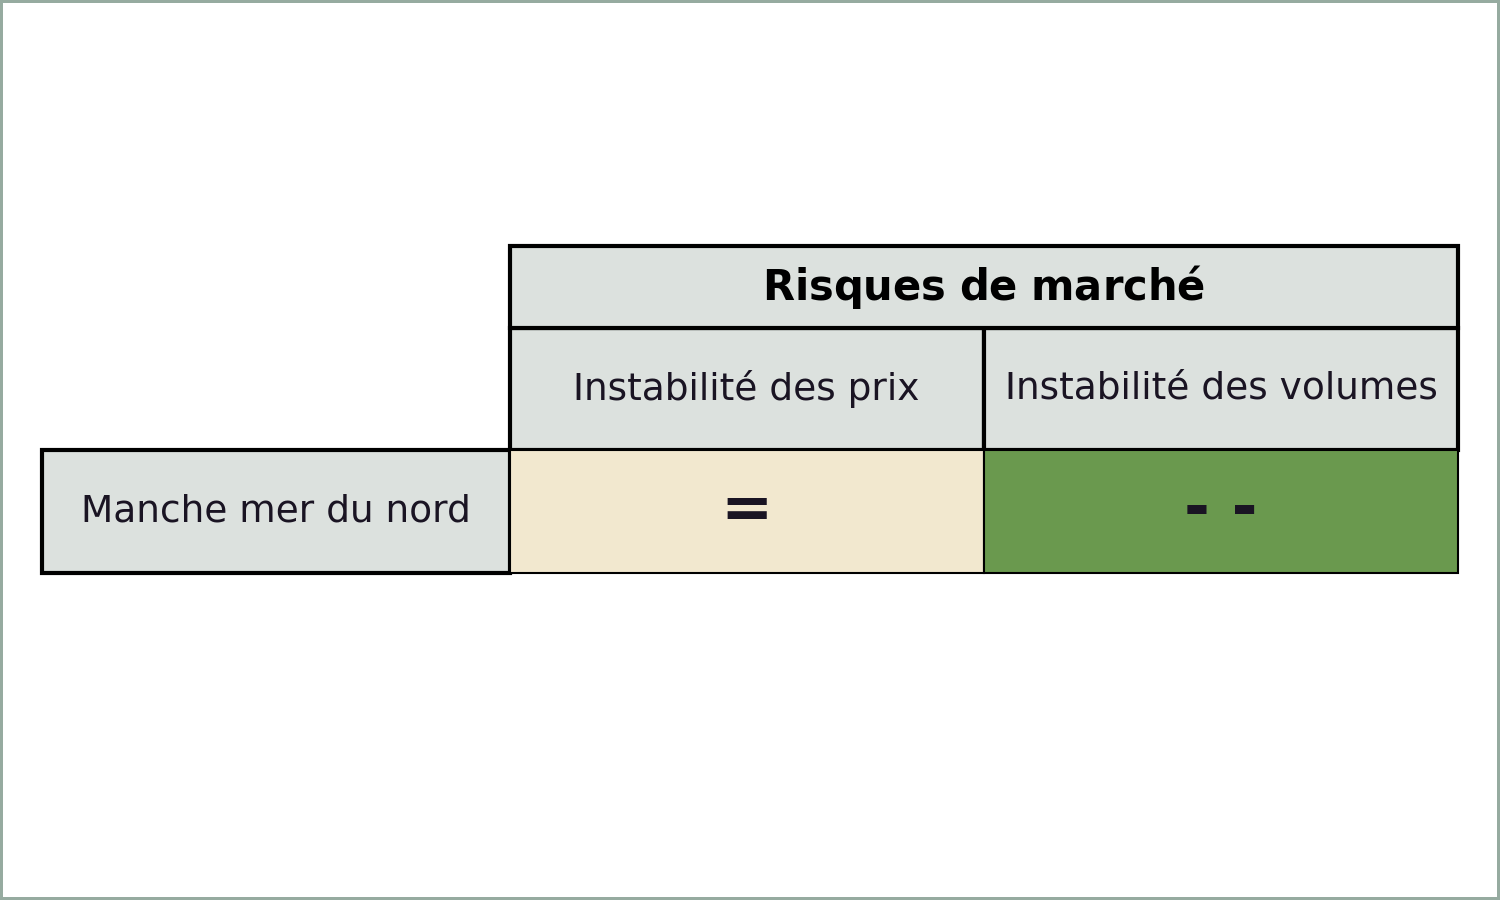 Risques de marché
Instabilité des prix
Instabilité des volumes
Manche mer du nord
=
- -